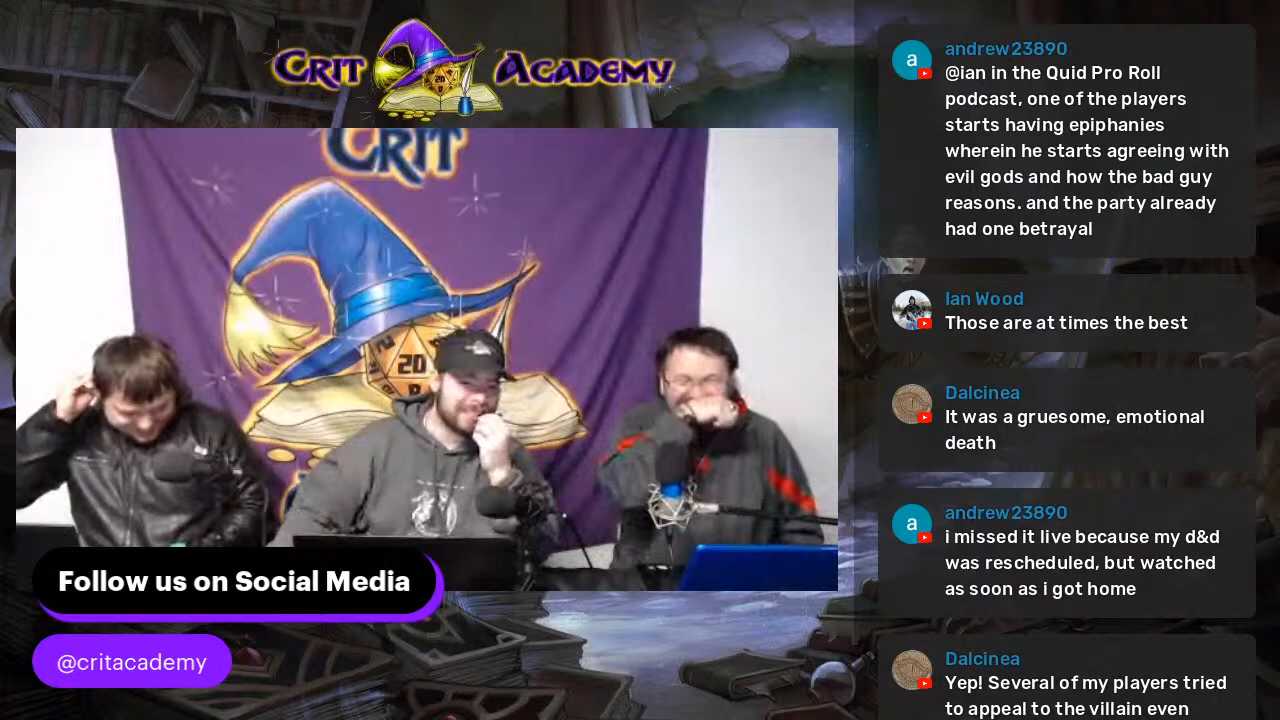 CRIT ACADEMY
20
CRIT
20
Follow us on Social Media
@critacademy
a
andrew23890
@ian in the Quid Pro Roll
podcast, one of the players
starts having epiphanies
wherein he starts agreeing with
evil gods and how the bad guy
reasons. and the party already
had one betrayal
Ian Wood
Those are at times the best
Dalcinea
It was a gruesome, emotional
death
a
andrew23890
i missed it live because my d&d
was rescheduled, but watched
as soon as i got home
Dalcinea
Yep! Several of my players tried
to appeal to the villain even